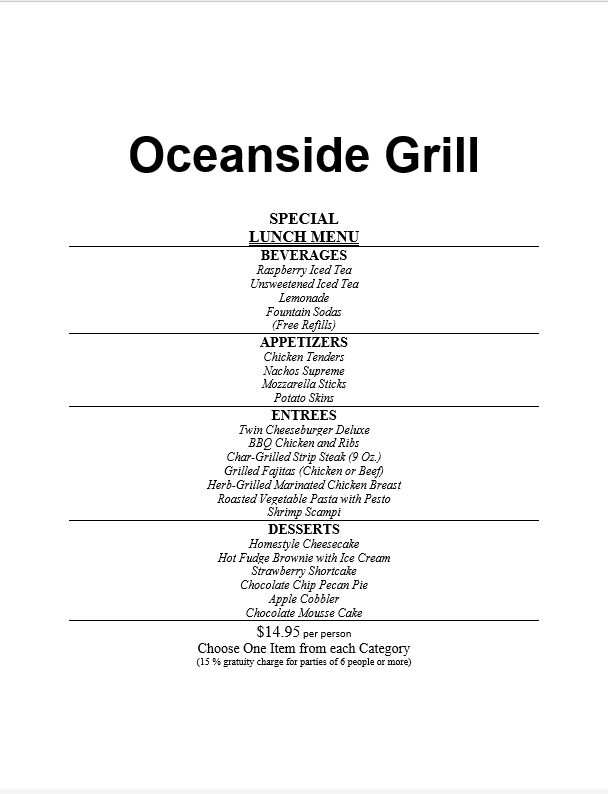 Oceanside Grill
SPECIAL
LUNCH MENU
BEVERAGES
Raspberry Iced Tea
Unsweetened Iced Tea
Lemonade
Fountain Sodas
(Free Refills)
APPETIZERS
Chicken Tenders
Nachos Supreme
Mozzarella Sticks
Potato Skins
ENTREES
Twin Cheeseburger Deluxe
BBQ Chicken and Ribs
Char-Grilled Strip Steak (9 Oz.)
Grilled Fajitas (Chicken or Beef)
Herb-Grilled Marinated Chicken Breast
Roasted Vegetable Pasta with Pesto
Shrimp Scampi
DESSERTS
Homestyle Cheesecake
Hot Fudge Brownie with Ice Cream
Strawberry Shortcake
Chocolate Chip Pecan Pie
Apple Cobbler
Chocolate Mousse Cake
$14.95 per person
Choose One Item from each Category
(15 % gratuity charge for parties of 6 people or more)